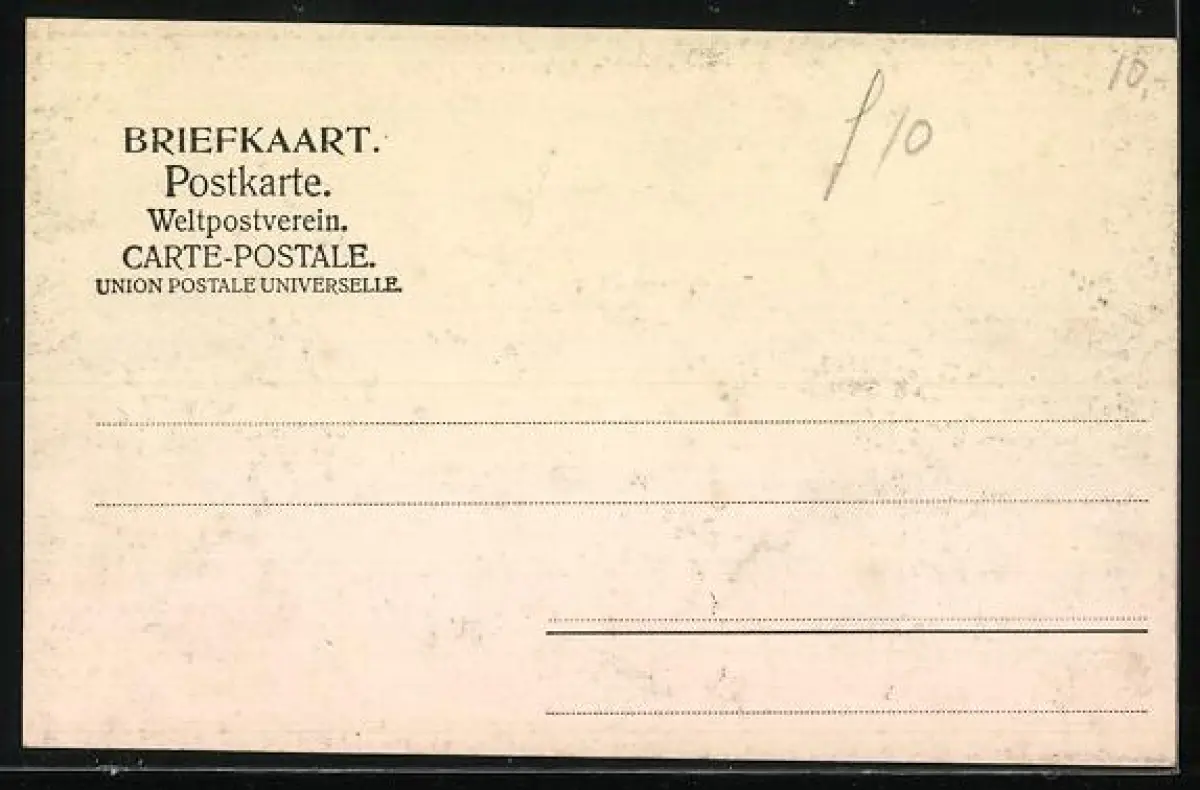 BRIEFKAART.
Postkarte.
Weltpostverein.
CARTE-POSTALE.
UNION POSTALE UNIVERSELLE.
ƒ 10
10,-